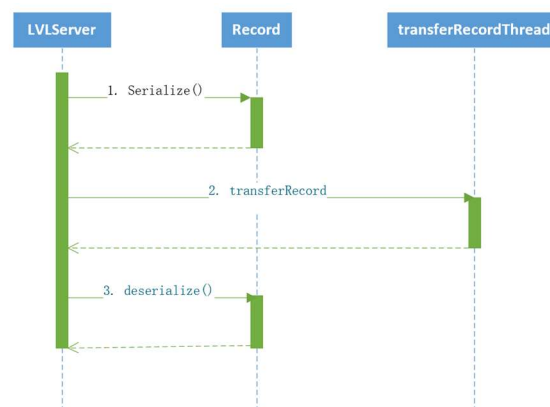 LVLServer
Record
transferRecordThread
1. Serialize()
2. transferRecord
3. deserialize()